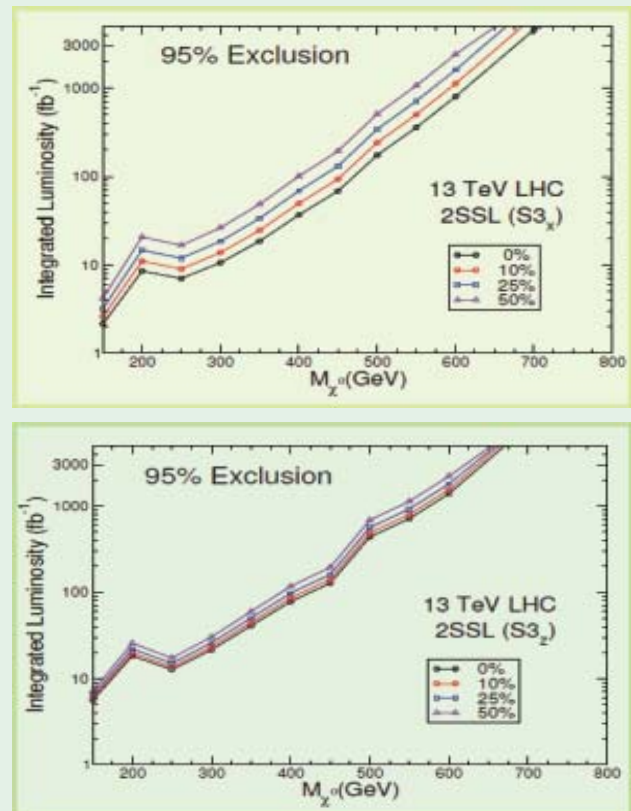 95% Exclusion
Integrated Luminosity (fb⁻¹)
3000
1000
100
10
1
13 TeV LHC
2SSL (S3ₓ)
0%
10%
25%
50%
200 300 400 500 600 700 800
M_χ⁰(GeV)
95% Exclusion
Integrated Luminosity (fb⁻¹)
3000
1000
100
10
1
13 TeV LHC
2SSL (S3_z)
0%
10%
25%
50%
200 300 400 500 600 700 800
M_χ⁰(GeV)